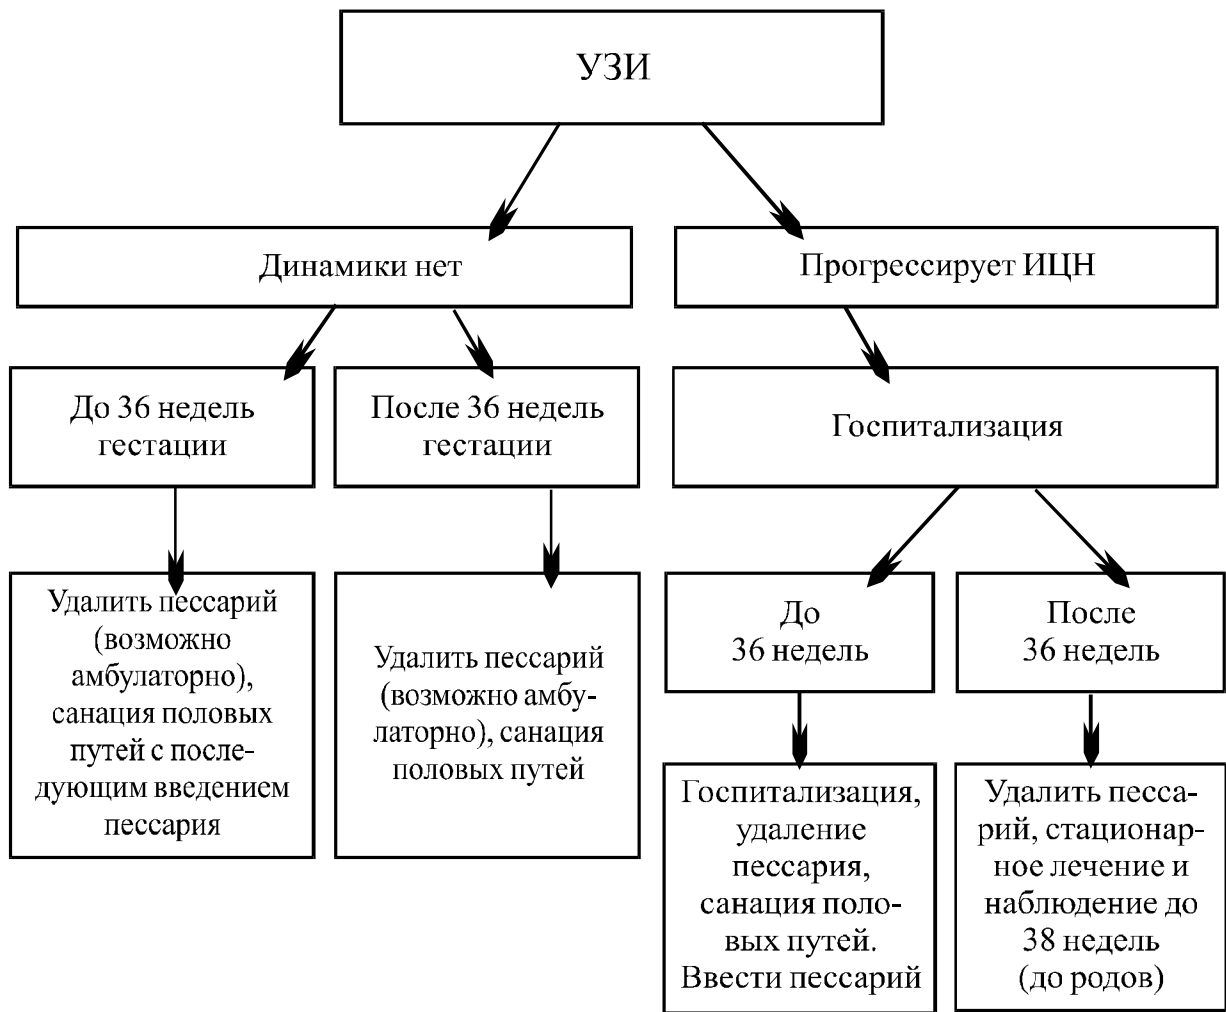 УЗИ
Динамики нет
Прогрессирует ИЦН
До 36 недель
гестации
После 36 недель
гестации
Госпитализация
Удалить пессарий
(возможно
амбулаторно),
санация половых
путей с после-
дующим введением
пессария
Удалить пессарий
(возможно амбу-
латорно), санация
половых путей
До
36 недель
После
36 недель
Госпитализация,
удаление
пессария,
санация поло-
вых путей.
Ввести пессарий
Удалить песса-
рий, стационар-
ное лечение и
наблюдение до
38 недель
(до родов)